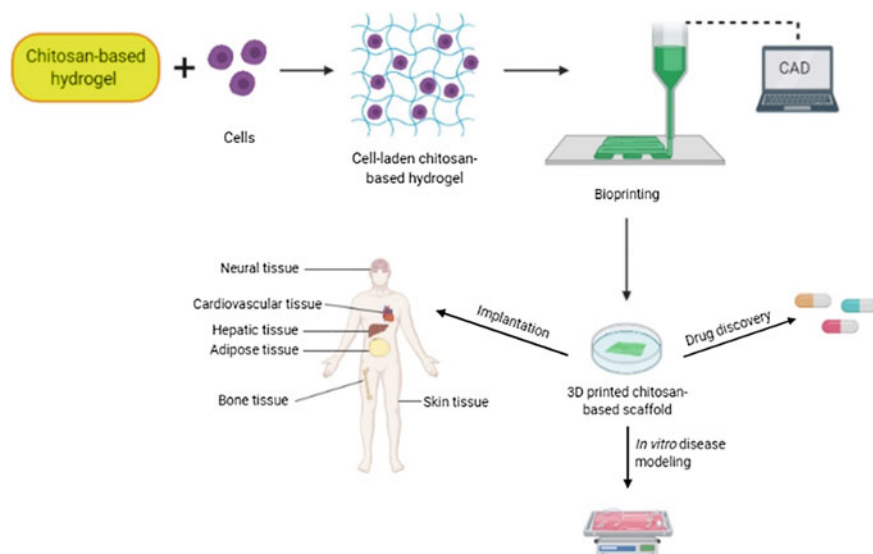 Chitosan-based
hydrogel
+
Cells
Cell-laden chitosan-
based hydrogel
CAD
Bioprinting
Neural tissue
Cardiovascular tissue
Hepatic tissue
Adipose tissue
Bone tissue
Skin tissue
Implantation
Drug discovery
3D printed chitosan-
based scaffold
In vitro disease
modeling